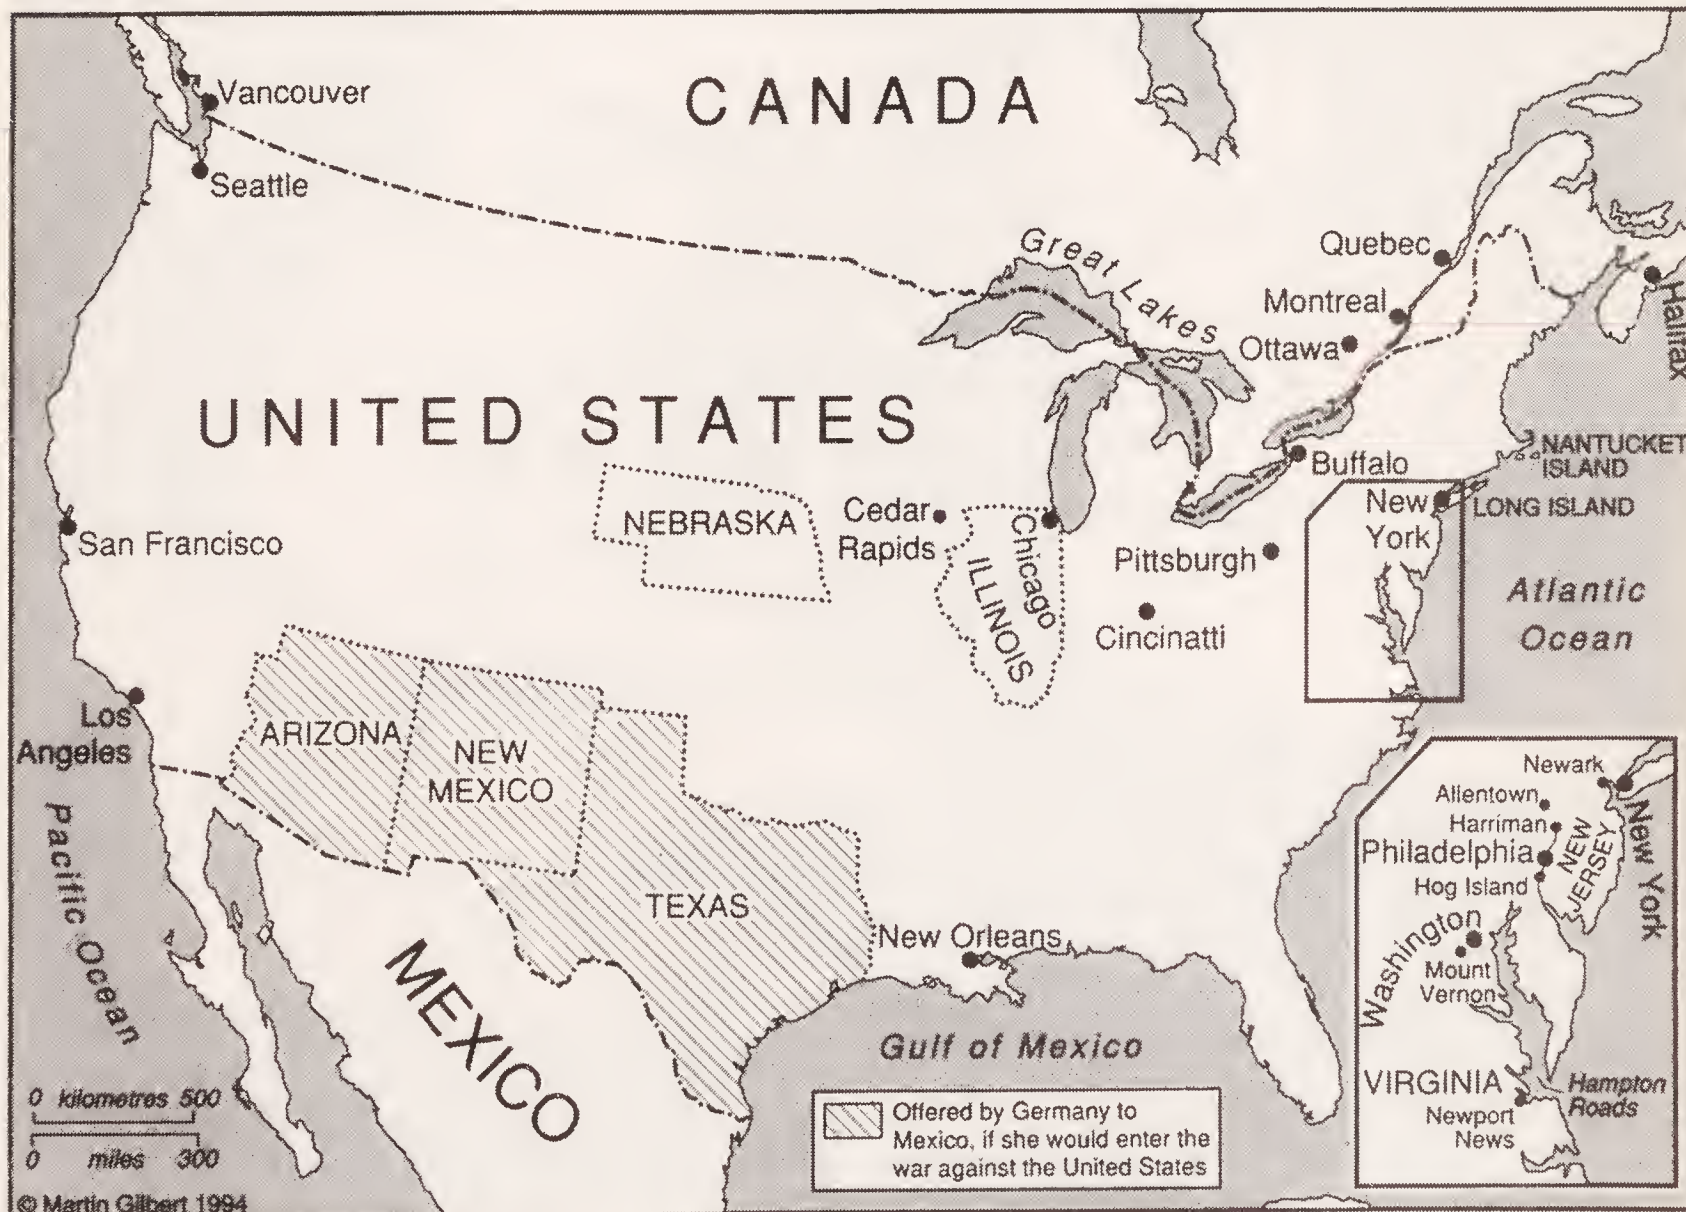 CANADA
Vancouver
Seattle
Great Lakes
Quebec
Montreal
Ottawa
Halifax
UNITED STATES
NANTUCKET
ISLAND
Buffalo
New
York
LONG ISLAND
NEBRASKA
Cedar
Rapids
Chicago
ILLINOIS
San Francisco
Pittsburgh
Cincinatti
Atlantic
Ocean
Los
Angeles
ARIZONA
NEW
MEXICO
TEXAS
New Orleans
Pacific Ocean
MEXICO
Gulf of Mexico
Newark
Allentown
Harriman
Philadelphia
NEW
JERSEY
New York
Hog Island
Washington
Mount
Vernon
VIRGINIA
Hampton
Roads
Newport
News
0 kilometres 500
0 miles 300
Offered by Germany to
Mexico, if she would enter the
war against the United States
© Martin Gilbert 1994